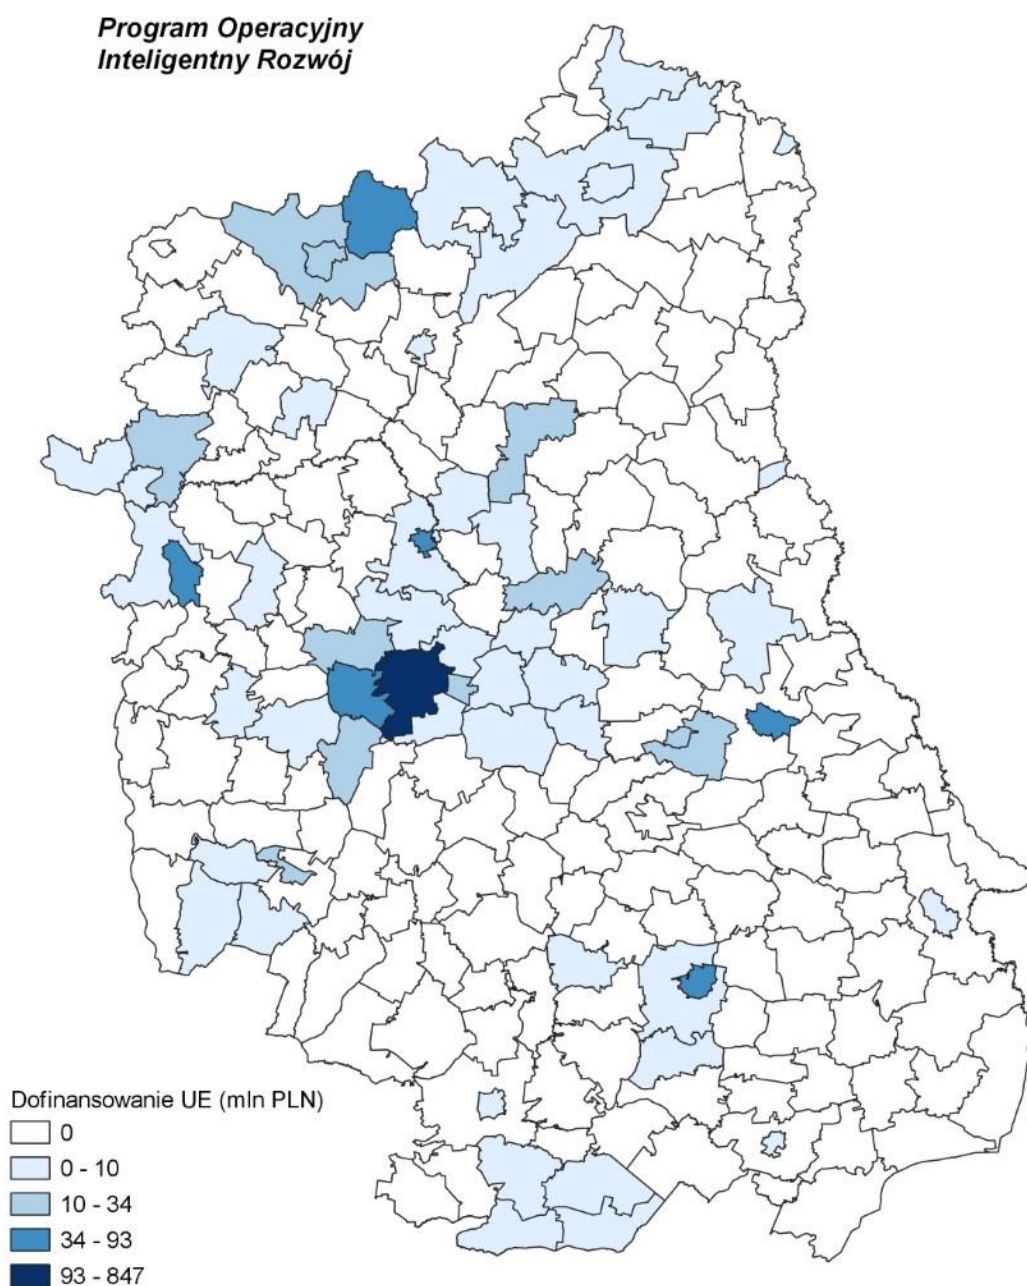 Program Operacyjny
Inteligentny Rozwój
Dofinansowanie UE (mln PLN)
0
0 - 10
10 - 34
34 - 93
93 - 847